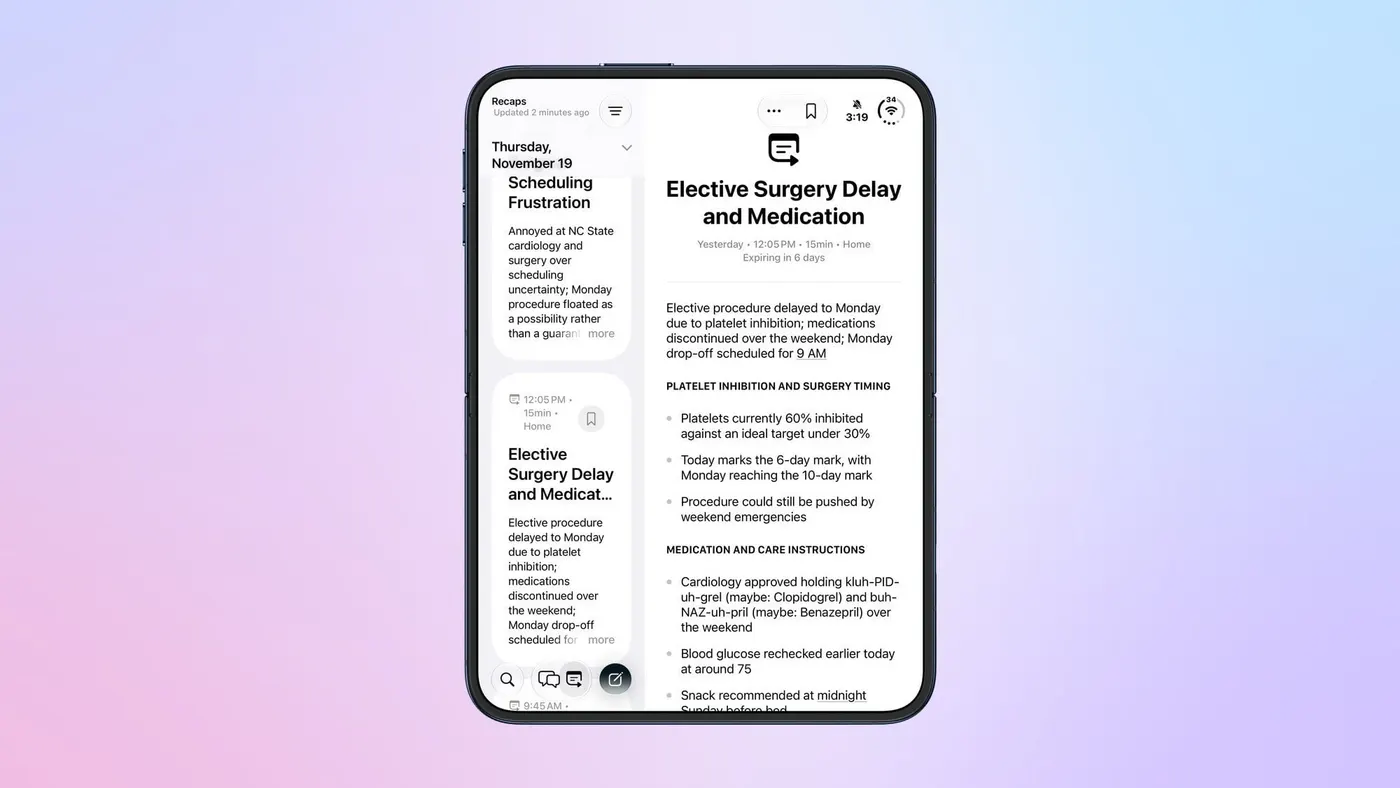 Recaps
Updated 2 minutes ago
Thursday,
November 19
Scheduling
Frustration
Annoyed at NC State
cardiology and
surgery over
scheduling
uncertainty; Monday
procedure floated as
a possibility rather
than a guarant more
12:05 PM •
15min •
Home
Elective
Surgery Delay
and Medicat...
Elective procedure
delayed to Monday
due to platelet
inhibition;
medications
discontinued over
the weekend;
Monday drop-off
scheduled for more
9:45 AM •
34
3:19
Elective Surgery Delay
and Medication
Yesterday • 12:05 PM • 15min • Home
Expiring in 6 days
Elective procedure delayed to Monday
due to platelet inhibition; medications
discontinued over the weekend; Monday
drop-off scheduled for 9 AM
PLATELET INHIBITION AND SURGERY TIMING
• Platelets currently 60% inhibited
against an ideal target under 30%
• Today marks the 6-day mark, with
Monday reaching the 10-day mark
• Procedure could still be pushed by
weekend emergencies
MEDICATION AND CARE INSTRUCTIONS
• Cardiology approved holding kluh-PID-
uh-grel (maybe: Clopidogrel) and buh-
NAZ-uh-pril (maybe: Benazepril) over
the weekend
• Blood glucose rechecked earlier today
at around 75
• Snack recommended at midnight
Sunday before bed